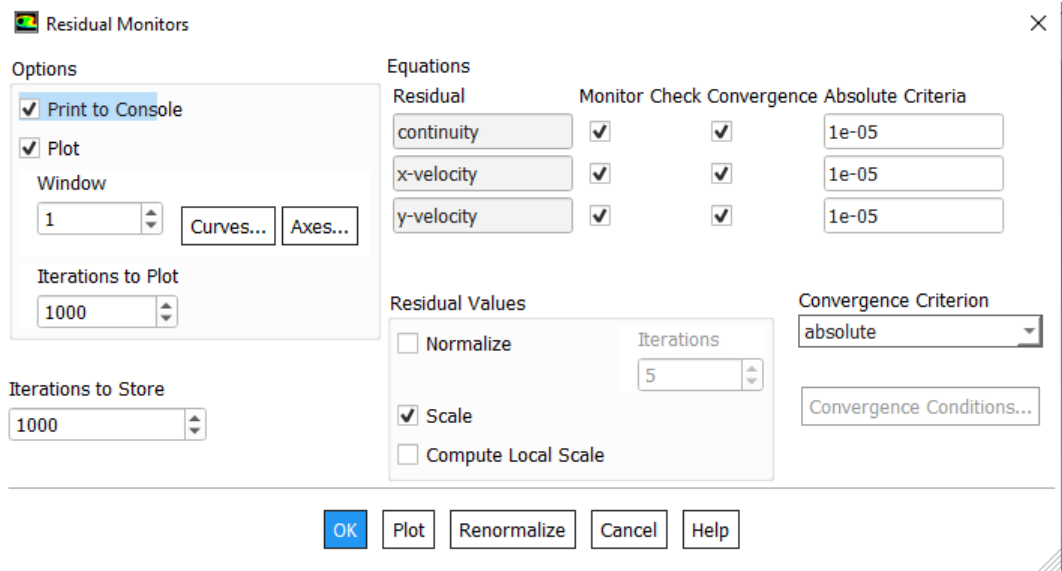 Residual Monitors
Options
Print to Console
Plot
Window
1
Curves...
Axes...
Iterations to Plot
1000
Iterations to Store
1000
Equations
Residual Monitor Check Convergence Absolute Criteria
continuity 1e-05
x-velocity 1e-05
y-velocity 1e-05
Residual Values
Normalize
Iterations
5
Scale
Compute Local Scale
Convergence Criterion
absolute
Convergence Conditions...
OK Plot Renormalize Cancel Help